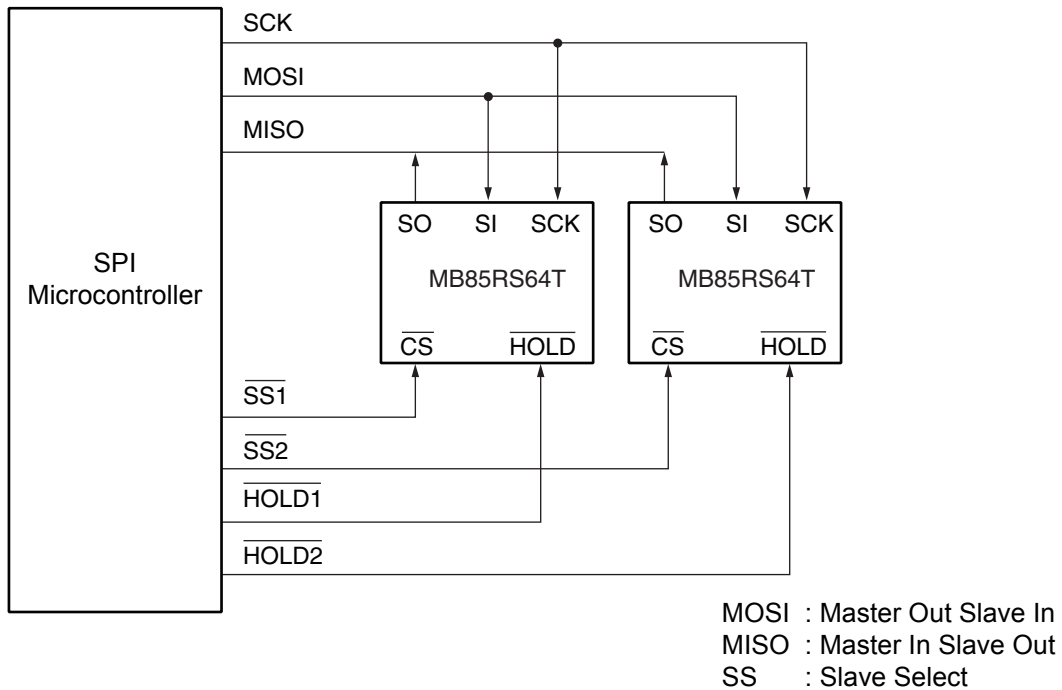 SCK
MOSI
MISO
SO SI SCK
MB85RS64T
CS HOLD
SO SI SCK
MB85RS64T
CS HOLD
SPI
Microcontroller
SS1
SS2
HOLD1
HOLD2
MOSI : Master Out Slave In
MISO : Master In Slave Out
SS : Slave Select